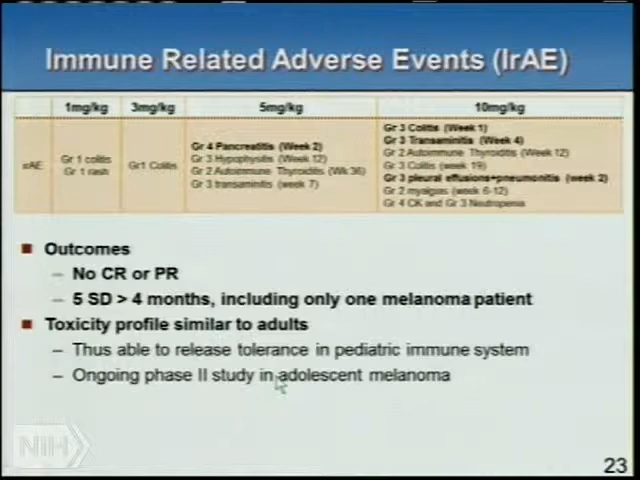 Immune Related Adverse Events (IrAE)
1mg/kg 3mg/kg 5mg/kg 10mg/kg
irAE
Gr 1 colitis
Gr 1 rash
Gr1 Colitis
Gr 4 Pancreatitis (Week 2)
Gr 3 Hypophysitis (Week 12)
Gr 2 Autoimmune Thyroiditis (Wk 36)
Gr 3 transaminitis (week 7)
Gr 3 Colitis (Week 1)
Gr 3 Transaminitis (Week 4)
Gr 2 Autoimmune Thyroiditis (Week 12)
Gr 3 Colitis (week 19)
Gr 3 pleural effusions+pneumonitis (week 2)
Gr 2 myalgas (week 6-12)
Gr 4 CK and Gr 3 Neutropenia
Outcomes
– No CR or PR
– 5 SD > 4 months, including only one melanoma patient
Toxicity profile similar to adults
– Thus able to release tolerance in pediatric immune system
– Ongoing phase II study in adolescent melanoma
NIH
23